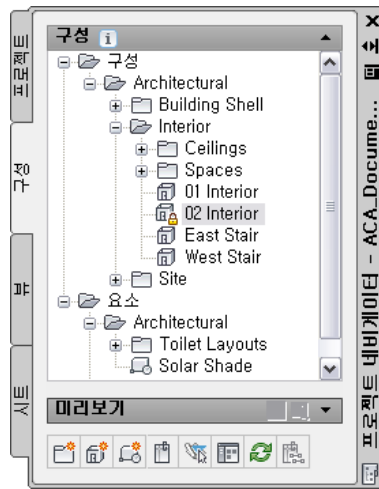 구성
구성
Architectural
Building Shell
Interior
Ceilings
Spaces
01 Interior
02 Interior
East Stair
West Stair
Site
요소
Architectural
Toilet Layouts
Solar Shade
미리보기
프로젝트
구성
뷰
시트
프로젝트 네비게이터 - ACA_Docume...